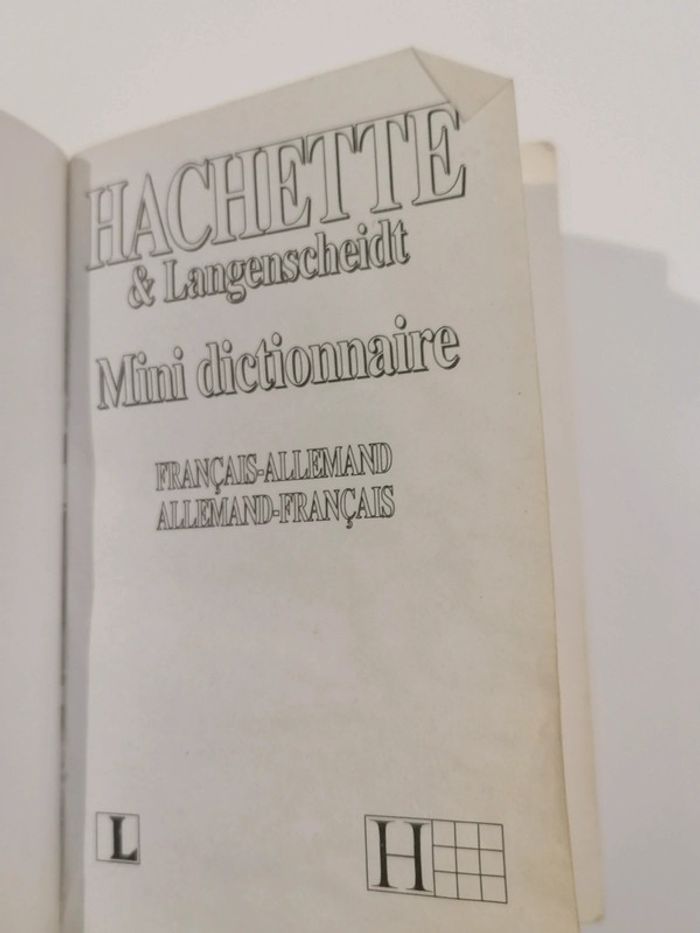 HACHETTE
& Langenscheidt
Mini dictionnaire
FRANÇAIS-ALLEMAND
ALLEMAND-FRANÇAIS
L
H